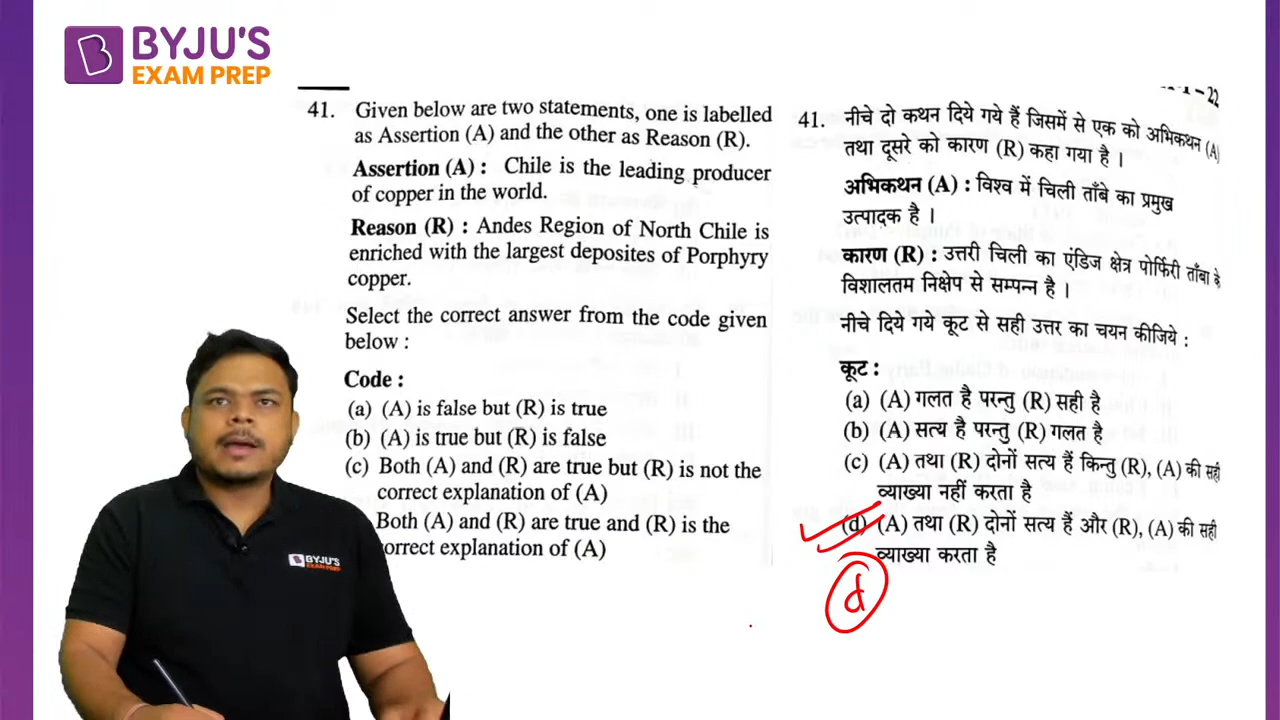 BYJU'S
EXAM PREP
41. Given below are two statements, one is labelled
as Assertion (A) and the other as Reason (R).
Assertion (A) : Chile is the leading producer
of copper in the world.
Reason (R) : Andes Region of North Chile is
enriched with the largest deposites of Porphyry
copper.
Select the correct answer from the code given
below :
Code :
(a) (A) is false but (R) is true
(b) (A) is true but (R) is false
(c) Both (A) and (R) are true but (R) is not the
correct explanation of (A)
Both (A) and (R) are true and (R) is the
correct explanation of (A)
- 22
41. नीचे दो कथन दिये गये हैं जिसमें से एक को अभिकथन (A)
तथा दूसरे को कारण (R) कहा गया है ।
अभिकथन (A) : विश्व में चिली ताँबे का प्रमुख
उत्पादक है ।
कारण (R) : उत्तरी चिली का एंडिज क्षेत्र पोर्फिरी ताँबा के
विशालतम निक्षेप से सम्पन्न है ।
नीचे दिये गये कूट से सही उत्तर का चयन कीजिये :
कूट :
(a) (A) गलत है परन्तु (R) सही है
(b) (A) सत्य है परन्तु (R) गलत है
(c) (A) तथा (R) दोनों सत्य हैं किन्तु (R), (A) की सही
व्याख्या नहीं करता है
(d) (A) तथा (R) दोनों सत्य हैं और (R), (A) की सही
व्याख्या करता है
d
BYJU'S
EXAM PREP